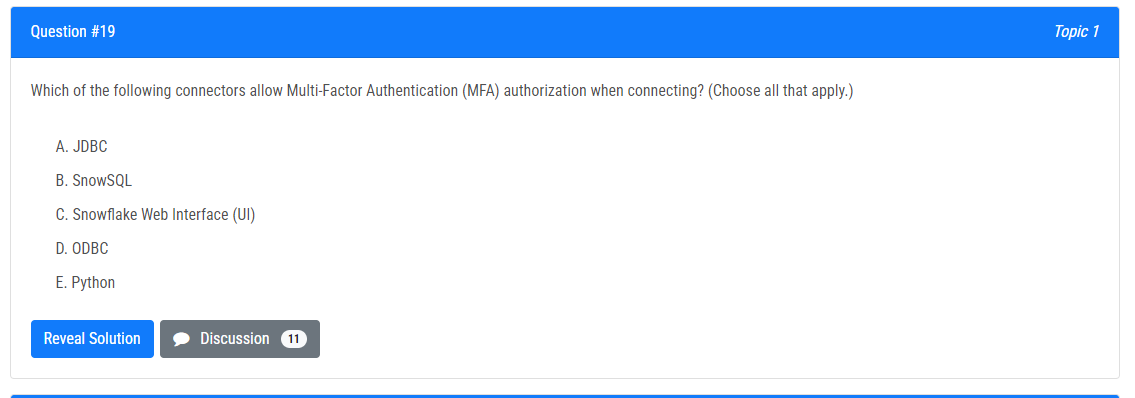 Question #19
Topic 1
Which of the following connectors allow Multi-Factor Authentication (MFA) authorization when connecting? (Choose all that apply.)
A. JDBC
B. SnowSQL
C. Snowflake Web Interface (UI)
D. ODBC
E. Python
Reveal Solution
Discussion 11